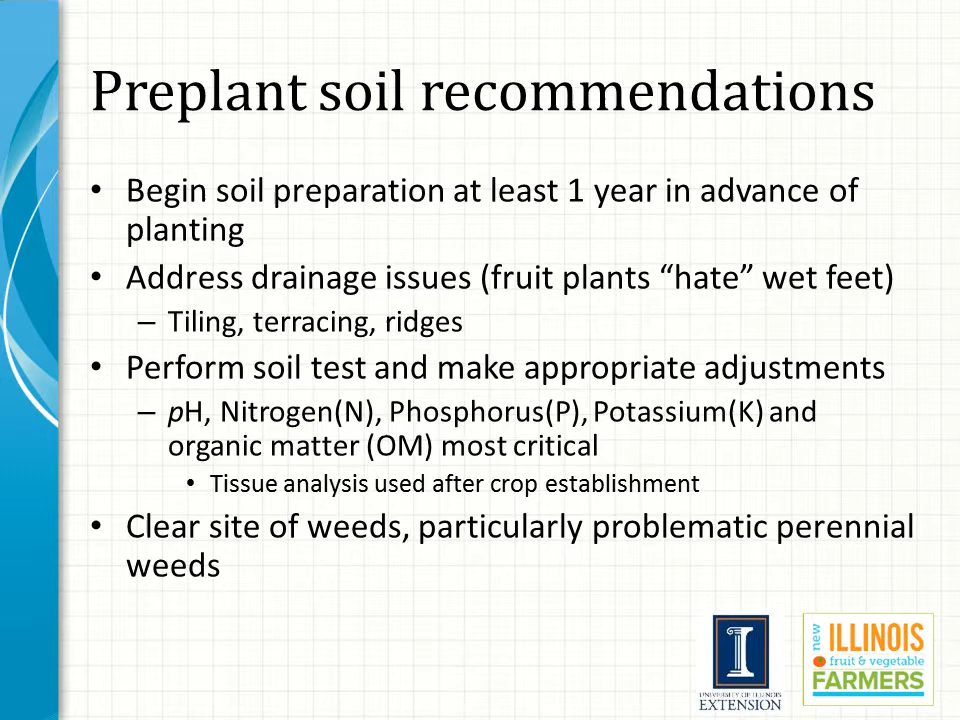 Preplant soil recommendations
• Begin soil preparation at least 1 year in advance of
planting
• Address drainage issues (fruit plants “hate” wet feet)
– Tiling, terracing, ridges
• Perform soil test and make appropriate adjustments
– pH, Nitrogen(N), Phosphorus(P), Potassium(K) and
organic matter (OM) most critical
• Tissue analysis used after crop establishment
• Clear site of weeds, particularly problematic perennial
weeds
I
UNIVERSITY OF ILLINOIS
EXTENSION
new
ILLINOIS
fruit & vegetable
FARMERS